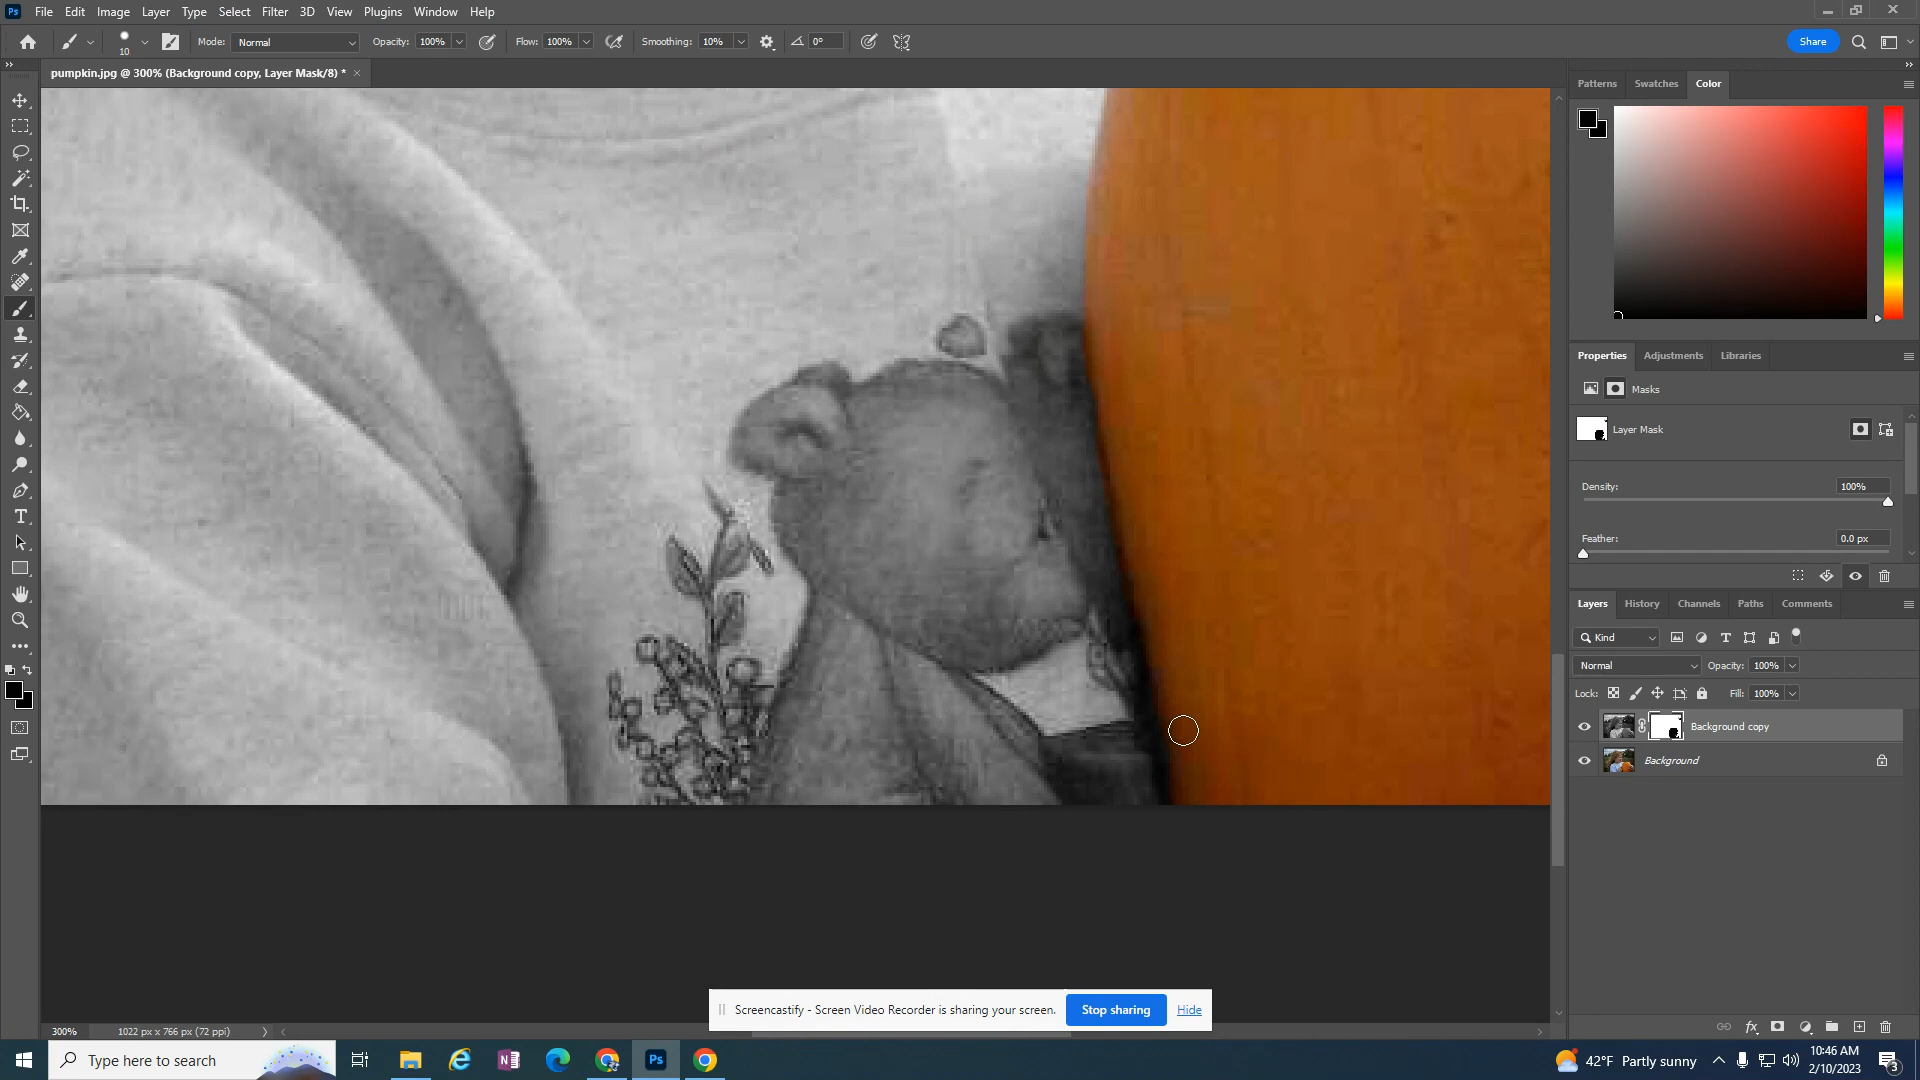 Ps File Edit Image Layer Type Select Filter 3D View Plugins Window Help
10 Mode: Normal Opacity: 100% Flow: 100% Smoothing: 10% 0° Share
pumpkin.jpg @ 300% (Background copy, Layer Mask/8) * ×
Patterns Swatches Color
Properties Adjustments Libraries
Masks
Layer Mask
Density: 100%
Feather: 0.0 px
Layers History Channels Paths Comments
Kind
Normal Opacity: 100%
Lock: Fill: 100%
Background copy
Background
Screencastify - Screen Video Recorder is sharing your screen. Stop sharing Hide
300% 1022 px x 766 px (72 ppi)
Type here to search
Ps
42°F Partly sunny
10:46 AM
2/10/2023
3